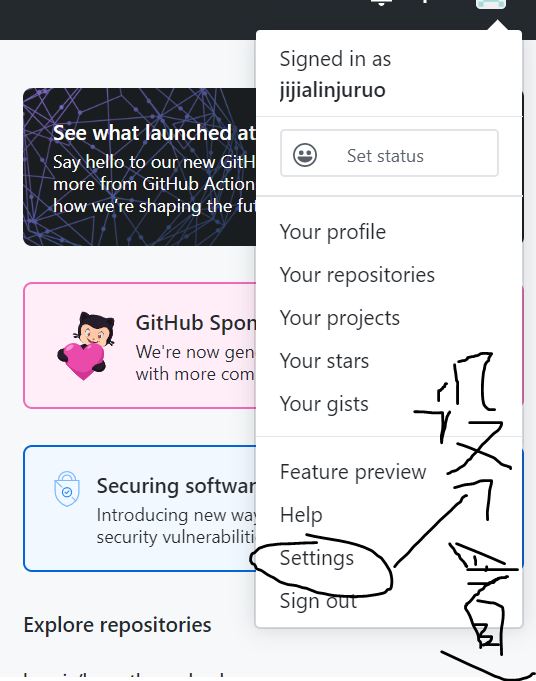 Signed in as
jijialinjuruo
Set status
See what launched at
Say hello to our new GitH
more from GitHub Action
how we're shaping the fut
Your profile
Your repositories
Your projects
Your stars
Your gists
GitHub Spon
We're now gen
with more com
Feature preview
Help
Settings
Sign out
设置
Securing softwar
Introducing new way
security vulnerabiliti
Explore repositories